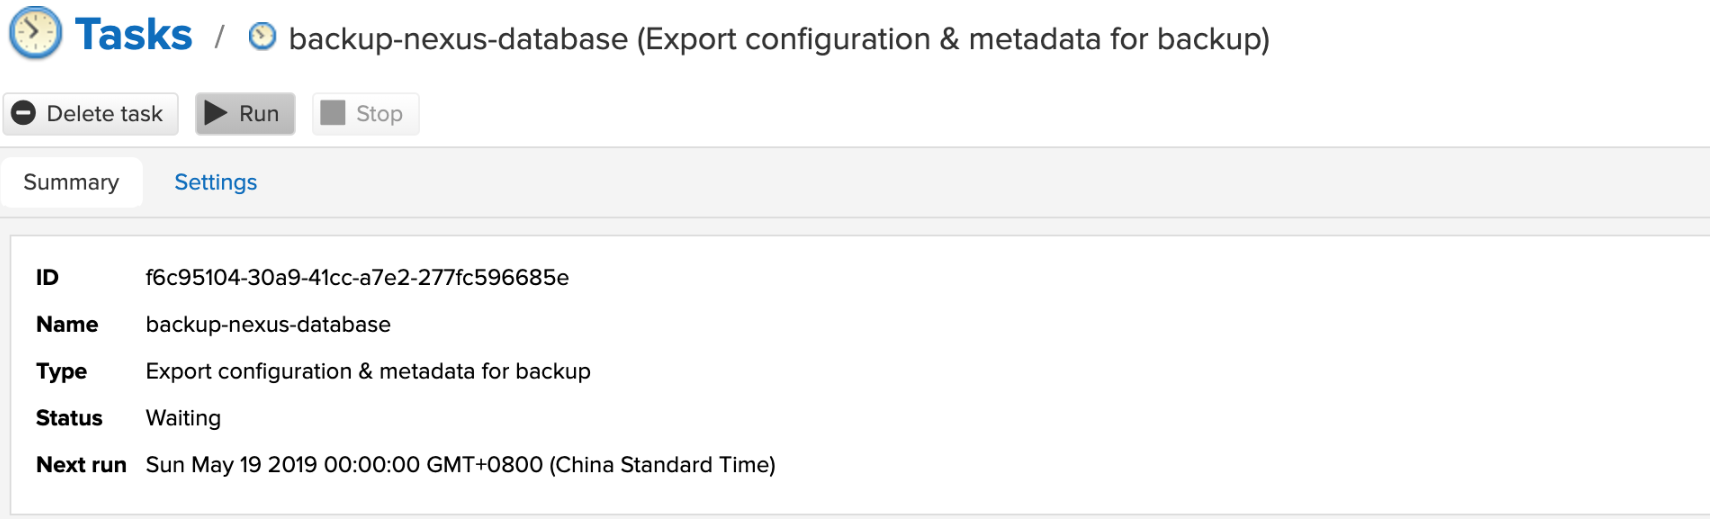 Tasks / backup-nexus-database (Export configuration & metadata for backup)
Delete task Run Stop
Summary Settings
ID f6c95104-30a9-41cc-a7e2-277fc596685e
Name backup-nexus-database
Type Export configuration & metadata for backup
Status Waiting
Next run Sun May 19 2019 00:00:00 GMT+0800 (China Standard Time)